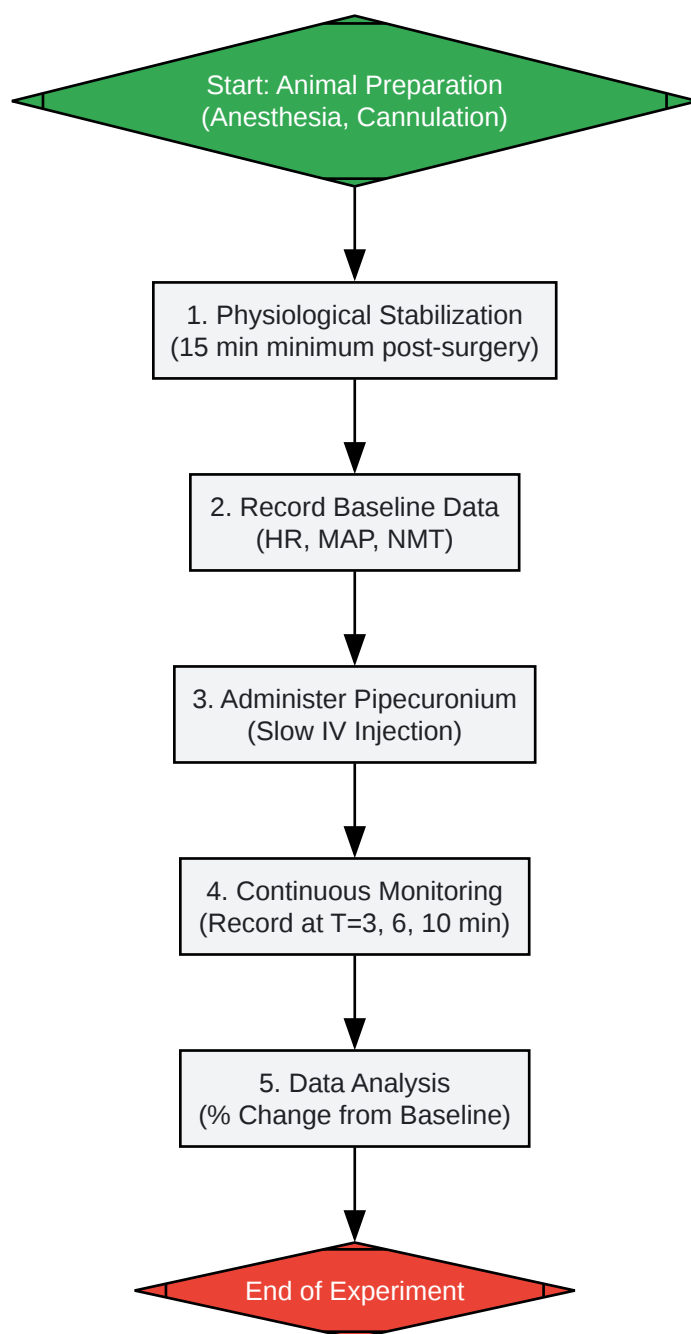 Start: Animal Preparation
(Anesthesia, Cannulation)
1. Physiological Stabilization
(15 min minimum post-surgery)
2. Record Baseline Data
(HR, MAP, NMT)
3. Administer Pipecuronium
(Slow IV Injection)
4. Continuous Monitoring
(Record at T=3, 6, 10 min)
5. Data Analysis
(% Change from Baseline)
End of Experiment